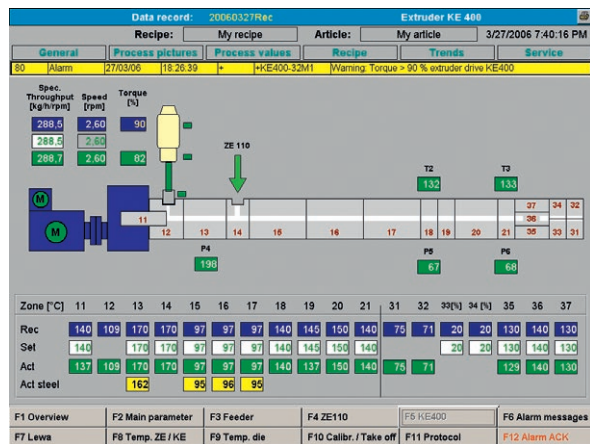 Data record: 20060327Rec Extruder KE 400
Recipe: My recipe Article: My article 3/27/2006 7:40:16 PM
General Process pictures Process values Recipe Trends Service
80 Alarm 27/03/06 18:26:39 + +KE400-32M1 Warning: Torque > 90 % extruder drive KE400
Spec. Throughput [kg/h/rpm] Speed [rpm] Torque [%]
288,5 2,60 90
288,5 2,60
288,7 2,60 82
ZE 110
T2 T3
132 133
M
M
11 12 13 14 15 16 17 18 19 20 21
37 34 32
36
35 33 31
P4 P5 P6
198 67 68
Zone [°C] 11 12 13 14 15 16 17 18 19 20 21 31 32 33[%] 34 [%] 35 36 37
Rec 140 109 170 170 97 97 97 140 145 150 140 75 71 20 20 130 140 130
Set 140 170 170 97 97 97 140 145 150 140 20 20 130 140 130
Act 137 109 170 170 97 97 97 140 137 150 140 75 71 129 140 130
Act steel 162 95 96 95
F1 Overview F2 Main parameter F3 Feeder F4 ZE110 F5 KE400 F6 Alarm messages
F7 Lewa F8 Temp. ZE / KE F9 Temp. die F10 Calibr. / Take off F11 Protocol F12 Alarm ACK